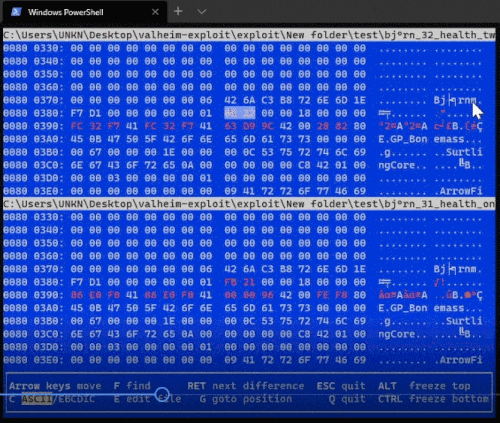 Windows PowerShell
C:\Users\UNKN\Desktop\valheim-exploit\exploit\New folder\test\bjºrn_32_health_tw
0080 0330: 00 00 00 00 00 00 00 00 00 00 00 00 00 00 00 00 ........ ........
0080 0340: 00 00 00 00 00 00 00 00 00 00 00 00 00 00 00 00 ........ ........
0080 0350: 00 00 00 00 00 00 00 00 00 00 00 00 00 00 00 00 ........ ........
0080 0360: 00 00 00 00 00 00 00 00 00 00 00 00 00 00 00 00 ........ ........
0080 0370: 00 00 00 00 00 00 00 06 42 6A C3 B8 72 6E 6D 1E ........ Bj├╕rnm.
0080 0380: F7 D1 00 00 00 00 00 01 00 00 18 00 00 00
0080 0390: FC 32 F7 41 FC 32 F7 41 63 D9 9C 42 00 28 82 80
0080 03A0: 45 0B 47 50 5F 42 6F 6E 65 6D 61 73 73 00 00 00 E.GP_Bon emass...
0080 03B0: 00 67 00 00 00 1E 00 00 00 0C 53 75 72 74 6C 69 .g...... ..Surtli
0080 03C0: 6E 67 43 6F 72 65 0A 00 00 00 00 00 C8 42 01 00 ngCore.. ....╚B..
0080 03D0: 00 00 03 00 00 00 00 01 00 00 00 00 00 00 00 00 ........ ........
0080 03E0: 00 00 00 00 00 00 00 00 09 41 72 72 6F 77 46 69 ........ .ArrowFi
C:\Users\UNKN\Desktop\valheim-exploit\exploit\New folder\test\bjºrn_31_health_on
0080 0330: 00 00 00 00 00 00 00 00 00 00 00 00 00 00 00 00 ........ ........
0080 0340: 00 00 00 00 00 00 00 00 00 00 00 00 00 00 00 00 ........ ........
0080 0350: 00 00 00 00 00 00 00 00 00 00 00 00 00 00 00 00 ........ ........
0080 0360: 00 00 00 00 00 00 00 00 00 00 00 00 00 00 00 00 ........ ........
0080 0370: 00 00 00 00 00 00 00 06 42 6A C3 B8 72 6E 6D 1E ........ Bj├╕rnm.
0080 0380: F7 D1 00 00 00 00 00 01 FB 21 00 00 18 00 00 00
0080 0390: 86 E0 F0 41 86 E0 F0 41 00 00 96 42 00 FE F8 80
0080 03A0: 45 0B 47 50 5F 42 6F 6E 65 6D 61 73 73 00 00 00 E.GP_Bon emass...
0080 03B0: 00 67 00 00 00 1E 00 00 00 0C 53 75 72 74 6C 69 .g...... ..Surtli
0080 03C0: 6E 67 43 6F 72 65 0A 00 00 00 00 00 C8 42 01 00 ngCore.. ....╚B..
0080 03D0: 00 00 03 00 00 00 00 01 00 00 00 00 00 00 00 00 ........ ........
0080 03E0: 00 00 00 00 00 00 00 00 09 41 72 72 6F 77 46 69 ........ .ArrowFi
Arrow keys move F find RET next difference ESC quit ALT freeze top
C ASCII/EBCDIC E edit file G goto position Q quit CTRL freeze bottom